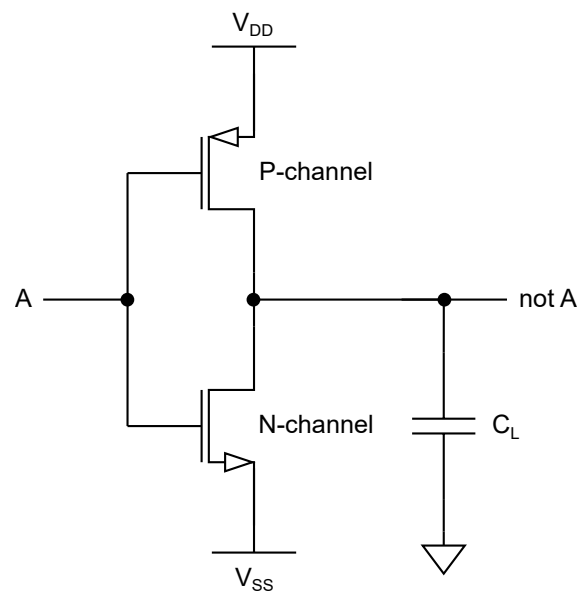 V_DD
P-channel
A
not A
N-channel
C_L
V_SS